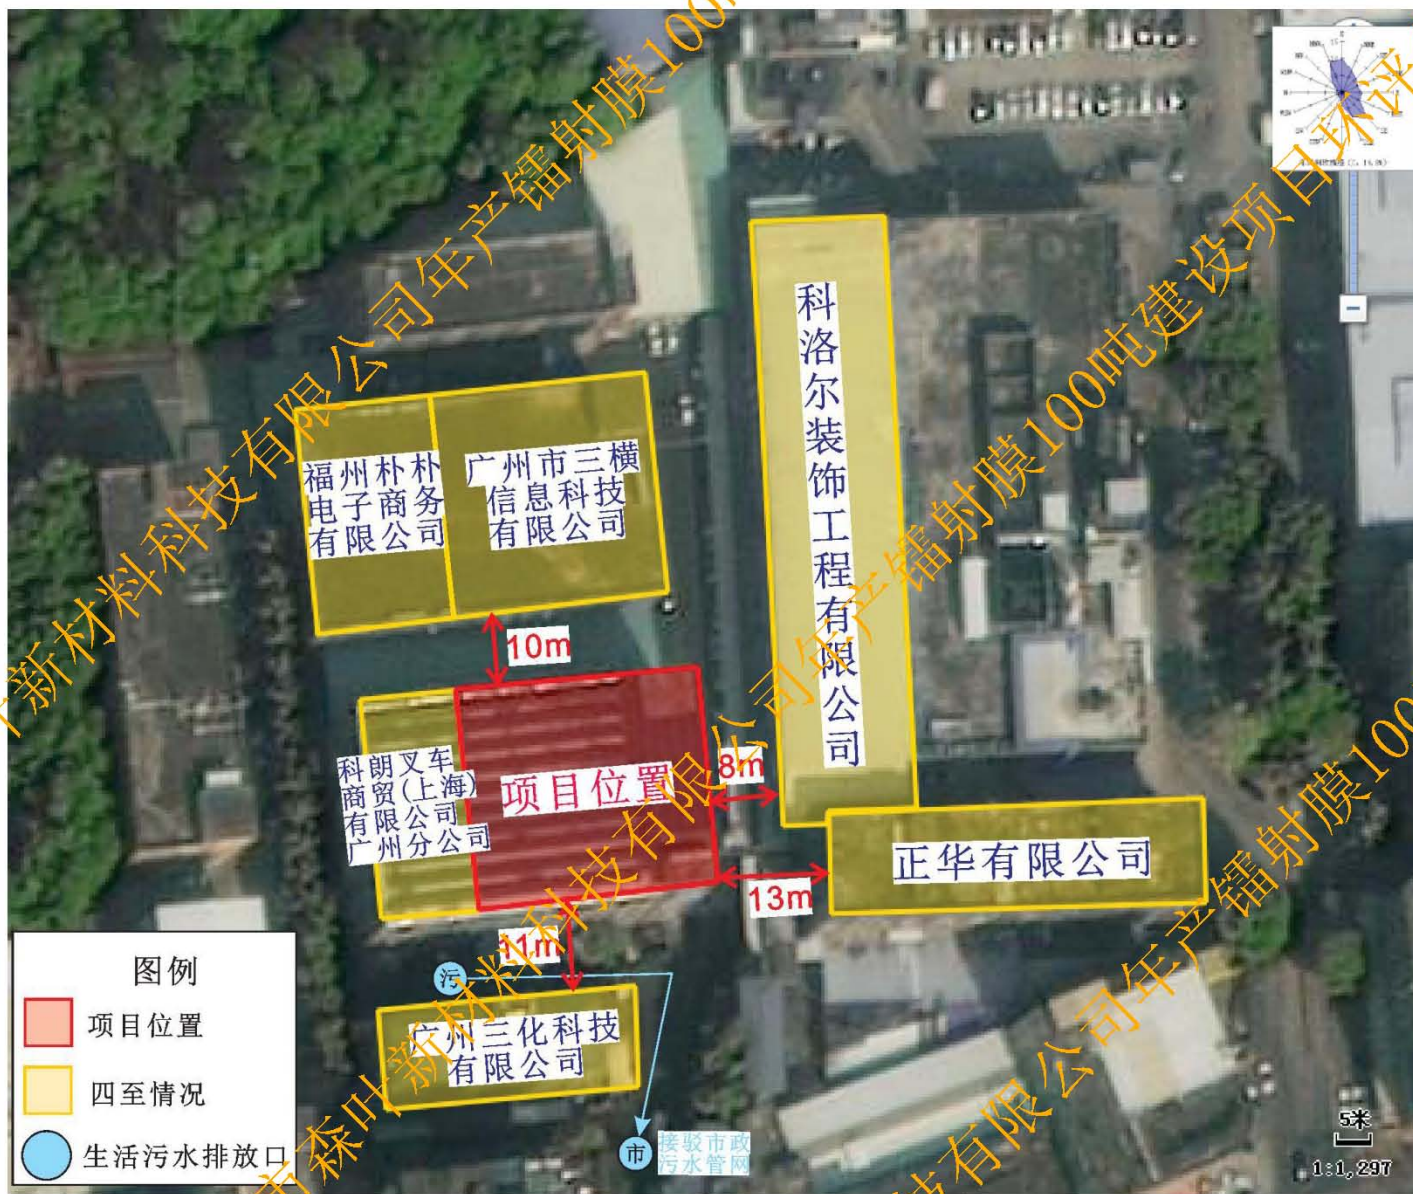 科洛尔装饰工程有限公司
福州朴朴
电子商务
有限公司
广州市三横
信息科技
有限公司
10m
科朗叉车
商贸(上海)
有限公司
广州分公司
项目位置
8m
正华有限公司
13m
11m
污
广州三化科技
有限公司
市
接驳市政
污水管网
图例
项目位置
四至情况
生活污水排放口
5米
1:1,297
新材料科技有限公司年产镭射膜100
市森叶新材料科技有限公司年产镭射膜100吨建设项目环评
技有限公司年产镭射膜100